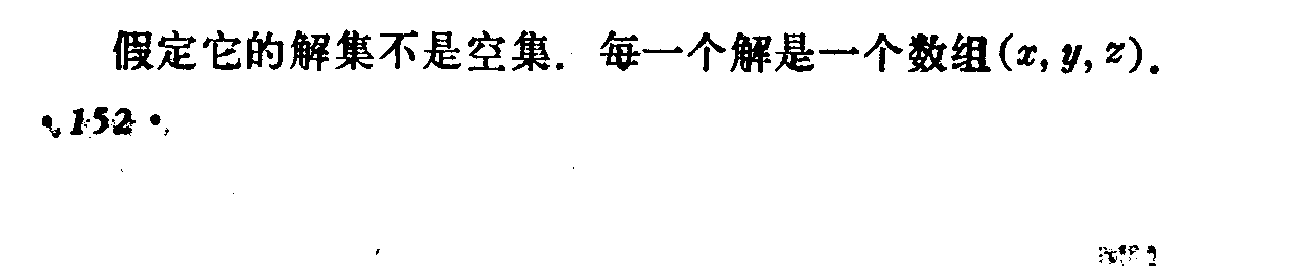 假定它的解集不是空集. 每一个解是一个数组(x, y, z).
• 152 •